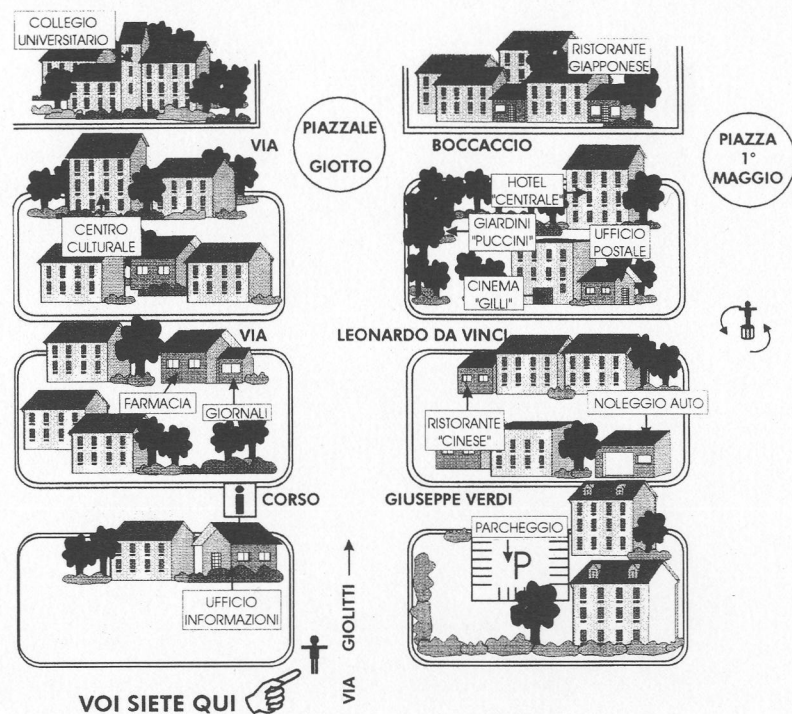 COLLEGIO
UNIVERSITARIO
RISTORANTE
GIAPPONESE
PIAZZALE
GIOTTO
VIA
BOCCACCIO
PIAZZA
1°
MAGGIO
HOTEL
"CENTRALE"
GIARDINI
"PUCCINI"
UFFICIO
POSTALE
CENTRO
CULTURALE
CINEMA
"GILLI"
VIA
LEONARDO DA VINCI
FARMACIA
GIORNALI
RISTORANTE
"CINESE"
NOLEGGIO AUTO
i
CORSO
GIUSEPPE VERDI
PARCHEGGIO
P
UFFICIO
INFORMAZIONI
VIA GIOLITTI
VOI SIETE QUI